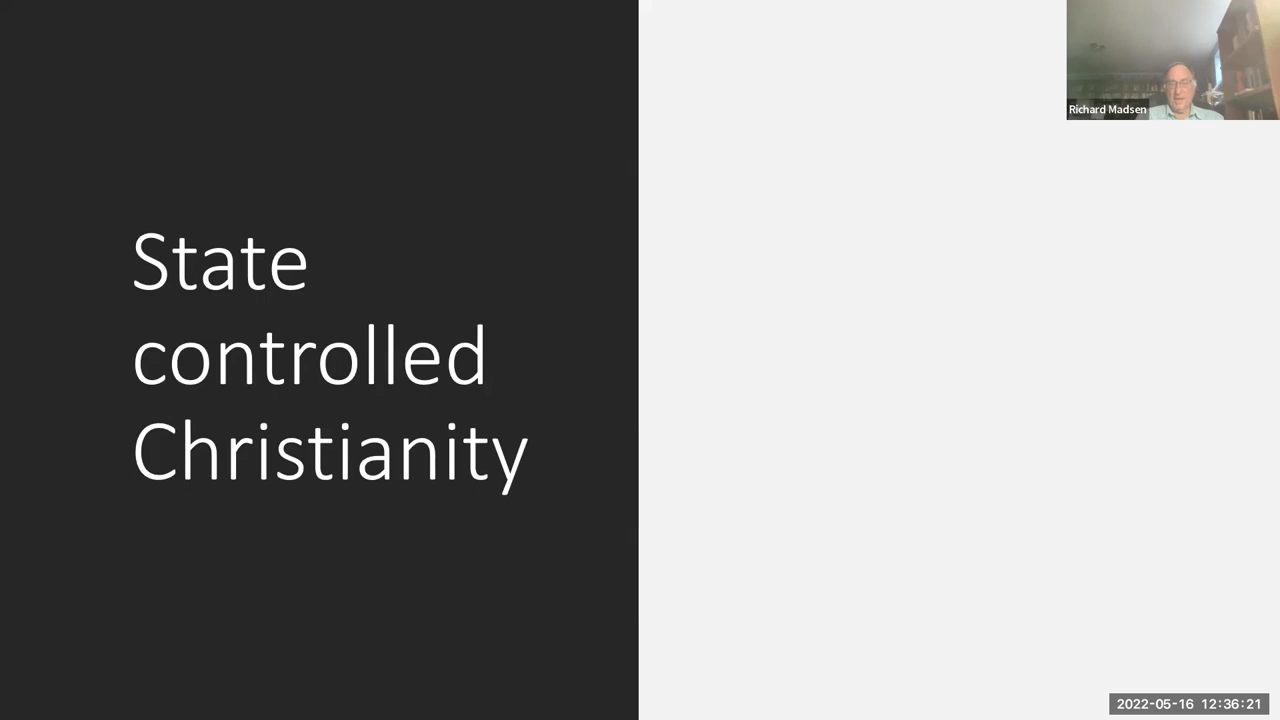 State
controlled
Christianity
Richard Madsen
2022-05-16 12:36:21